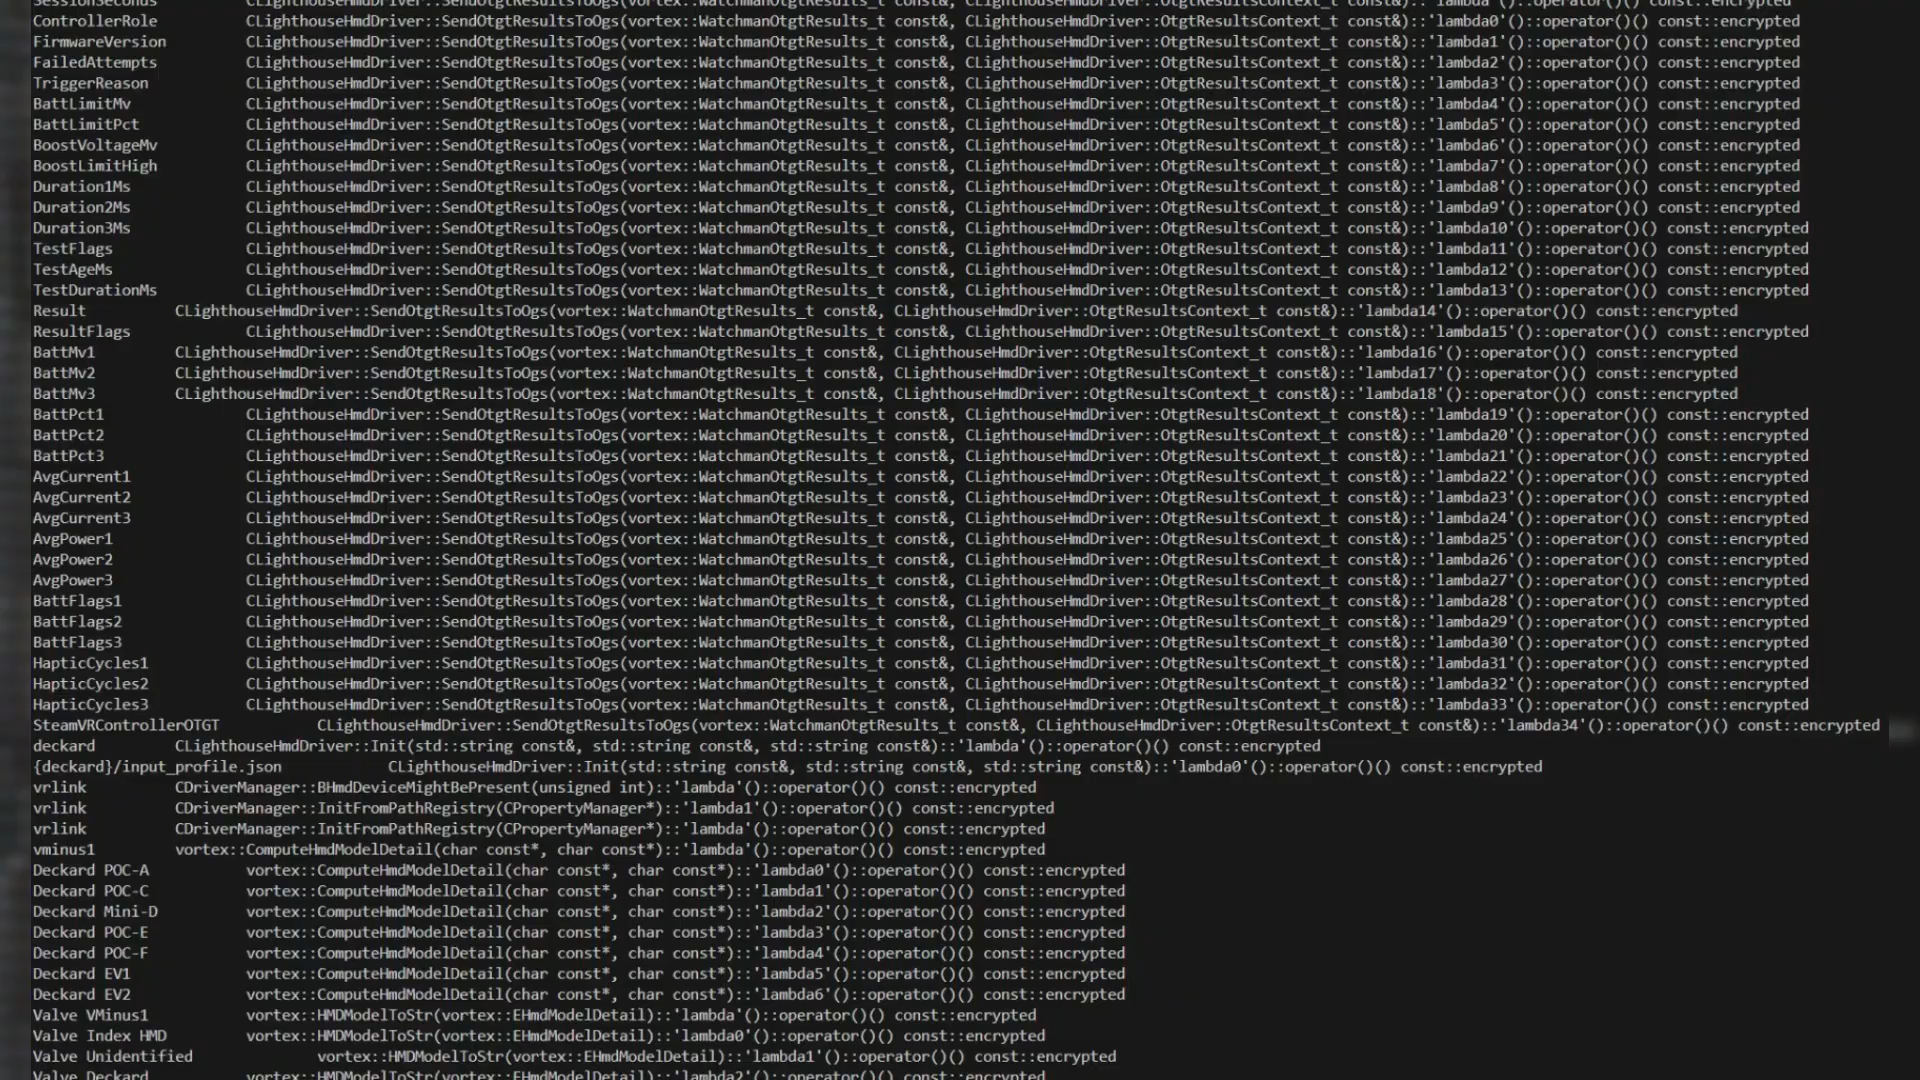 SessionSeconds CLighthouseHmdDriver::SendOtgtResultsToOgs(vortex::WatchmanOtgtResults_t const&, CLighthouseHmdDriver::OtgtResultsContext_t const&)::'lambda'()::operator()() const::encrypted
ControllerRole CLighthouseHmdDriver::SendOtgtResultsToOgs(vortex::WatchmanOtgtResults_t const&, CLighthouseHmdDriver::OtgtResultsContext_t const&)::'lambda0'()::operator()() const::encrypted
FirmwareVersion CLighthouseHmdDriver::SendOtgtResultsToOgs(vortex::WatchmanOtgtResults_t const&, CLighthouseHmdDriver::OtgtResultsContext_t const&)::'lambda1'()::operator()() const::encrypted
FailedAttempts CLighthouseHmdDriver::SendOtgtResultsToOgs(vortex::WatchmanOtgtResults_t const&, CLighthouseHmdDriver::OtgtResultsContext_t const&)::'lambda2'()::operator()() const::encrypted
TriggerReason CLighthouseHmdDriver::SendOtgtResultsToOgs(vortex::WatchmanOtgtResults_t const&, CLighthouseHmdDriver::OtgtResultsContext_t const&)::'lambda3'()::operator()() const::encrypted
BattLimitMv CLighthouseHmdDriver::SendOtgtResultsToOgs(vortex::WatchmanOtgtResults_t const&, CLighthouseHmdDriver::OtgtResultsContext_t const&)::'lambda4'()::operator()() const::encrypted
BattLimitPct CLighthouseHmdDriver::SendOtgtResultsToOgs(vortex::WatchmanOtgtResults_t const&, CLighthouseHmdDriver::OtgtResultsContext_t const&)::'lambda5'()::operator()() const::encrypted
BoostVoltageMv CLighthouseHmdDriver::SendOtgtResultsToOgs(vortex::WatchmanOtgtResults_t const&, CLighthouseHmdDriver::OtgtResultsContext_t const&)::'lambda6'()::operator()() const::encrypted
BoostLimitHigh CLighthouseHmdDriver::SendOtgtResultsToOgs(vortex::WatchmanOtgtResults_t const&, CLighthouseHmdDriver::OtgtResultsContext_t const&)::'lambda7'()::operator()() const::encrypted
Duration1Ms CLighthouseHmdDriver::SendOtgtResultsToOgs(vortex::WatchmanOtgtResults_t const&, CLighthouseHmdDriver::OtgtResultsContext_t const&)::'lambda8'()::operator()() const::encrypted
Duration2Ms CLighthouseHmdDriver::SendOtgtResultsToOgs(vortex::WatchmanOtgtResults_t const&, CLighthouseHmdDriver::OtgtResultsContext_t const&)::'lambda9'()::operator()() const::encrypted
Duration3Ms CLighthouseHmdDriver::SendOtgtResultsToOgs(vortex::WatchmanOtgtResults_t const&, CLighthouseHmdDriver::OtgtResultsContext_t const&)::'lambda10'()::operator()() const::encrypted
TestFlags CLighthouseHmdDriver::SendOtgtResultsToOgs(vortex::WatchmanOtgtResults_t const&, CLighthouseHmdDriver::OtgtResultsContext_t const&)::'lambda11'()::operator()() const::encrypted
TestAgeMs CLighthouseHmdDriver::SendOtgtResultsToOgs(vortex::WatchmanOtgtResults_t const&, CLighthouseHmdDriver::OtgtResultsContext_t const&)::'lambda12'()::operator()() const::encrypted
TestDurationMs CLighthouseHmdDriver::SendOtgtResultsToOgs(vortex::WatchmanOtgtResults_t const&, CLighthouseHmdDriver::OtgtResultsContext_t const&)::'lambda13'()::operator()() const::encrypted
Result CLighthouseHmdDriver::SendOtgtResultsToOgs(vortex::WatchmanOtgtResults_t const&, CLighthouseHmdDriver::OtgtResultsContext_t const&)::'lambda14'()::operator()() const::encrypted
ResultFlags CLighthouseHmdDriver::SendOtgtResultsToOgs(vortex::WatchmanOtgtResults_t const&, CLighthouseHmdDriver::OtgtResultsContext_t const&)::'lambda15'()::operator()() const::encrypted
BattMv1 CLighthouseHmdDriver::SendOtgtResultsToOgs(vortex::WatchmanOtgtResults_t const&, CLighthouseHmdDriver::OtgtResultsContext_t const&)::'lambda16'()::operator()() const::encrypted
BattMv2 CLighthouseHmdDriver::SendOtgtResultsToOgs(vortex::WatchmanOtgtResults_t const&, CLighthouseHmdDriver::OtgtResultsContext_t const&)::'lambda17'()::operator()() const::encrypted
BattMv3 CLighthouseHmdDriver::SendOtgtResultsToOgs(vortex::WatchmanOtgtResults_t const&, CLighthouseHmdDriver::OtgtResultsContext_t const&)::'lambda18'()::operator()() const::encrypted
BattPct1 CLighthouseHmdDriver::SendOtgtResultsToOgs(vortex::WatchmanOtgtResults_t const&, CLighthouseHmdDriver::OtgtResultsContext_t const&)::'lambda19'()::operator()() const::encrypted
BattPct2 CLighthouseHmdDriver::SendOtgtResultsToOgs(vortex::WatchmanOtgtResults_t const&, CLighthouseHmdDriver::OtgtResultsContext_t const&)::'lambda20'()::operator()() const::encrypted
BattPct3 CLighthouseHmdDriver::SendOtgtResultsToOgs(vortex::WatchmanOtgtResults_t const&, CLighthouseHmdDriver::OtgtResultsContext_t const&)::'lambda21'()::operator()() const::encrypted
AvgCurrent1 CLighthouseHmdDriver::SendOtgtResultsToOgs(vortex::WatchmanOtgtResults_t const&, CLighthouseHmdDriver::OtgtResultsContext_t const&)::'lambda22'()::operator()() const::encrypted
AvgCurrent2 CLighthouseHmdDriver::SendOtgtResultsToOgs(vortex::WatchmanOtgtResults_t const&, CLighthouseHmdDriver::OtgtResultsContext_t const&)::'lambda23'()::operator()() const::encrypted
AvgCurrent3 CLighthouseHmdDriver::SendOtgtResultsToOgs(vortex::WatchmanOtgtResults_t const&, CLighthouseHmdDriver::OtgtResultsContext_t const&)::'lambda24'()::operator()() const::encrypted
AvgPower1 CLighthouseHmdDriver::SendOtgtResultsToOgs(vortex::WatchmanOtgtResults_t const&, CLighthouseHmdDriver::OtgtResultsContext_t const&)::'lambda25'()::operator()() const::encrypted
AvgPower2 CLighthouseHmdDriver::SendOtgtResultsToOgs(vortex::WatchmanOtgtResults_t const&, CLighthouseHmdDriver::OtgtResultsContext_t const&)::'lambda26'()::operator()() const::encrypted
AvgPower3 CLighthouseHmdDriver::SendOtgtResultsToOgs(vortex::WatchmanOtgtResults_t const&, CLighthouseHmdDriver::OtgtResultsContext_t const&)::'lambda27'()::operator()() const::encrypted
BattFlags1 CLighthouseHmdDriver::SendOtgtResultsToOgs(vortex::WatchmanOtgtResults_t const&, CLighthouseHmdDriver::OtgtResultsContext_t const&)::'lambda28'()::operator()() const::encrypted
BattFlags2 CLighthouseHmdDriver::SendOtgtResultsToOgs(vortex::WatchmanOtgtResults_t const&, CLighthouseHmdDriver::OtgtResultsContext_t const&)::'lambda29'()::operator()() const::encrypted
BattFlags3 CLighthouseHmdDriver::SendOtgtResultsToOgs(vortex::WatchmanOtgtResults_t const&, CLighthouseHmdDriver::OtgtResultsContext_t const&)::'lambda30'()::operator()() const::encrypted
HapticCycles1 CLighthouseHmdDriver::SendOtgtResultsToOgs(vortex::WatchmanOtgtResults_t const&, CLighthouseHmdDriver::OtgtResultsContext_t const&)::'lambda31'()::operator()() const::encrypted
HapticCycles2 CLighthouseHmdDriver::SendOtgtResultsToOgs(vortex::WatchmanOtgtResults_t const&, CLighthouseHmdDriver::OtgtResultsContext_t const&)::'lambda32'()::operator()() const::encrypted
HapticCycles3 CLighthouseHmdDriver::SendOtgtResultsToOgs(vortex::WatchmanOtgtResults_t const&, CLighthouseHmdDriver::OtgtResultsContext_t const&)::'lambda33'()::operator()() const::encrypted
SteamVRControllerOTGT CLighthouseHmdDriver::SendOtgtResultsToOgs(vortex::WatchmanOtgtResults_t const&, CLighthouseHmdDriver::OtgtResultsContext_t const&)::'lambda34'()::operator()() const::encrypted
deckard CLighthouseHmdDriver::Init(std::string const&, std::string const&, std::string const&)::'lambda'()::operator()() const::encrypted
{deckard}/input_profile.json CLighthouseHmdDriver::Init(std::string const&, std::string const&, std::string const&)::'lambda0'()::operator()() const::encrypted
vrlink CDriverManager::BHmdDeviceMightBePresent(unsigned int)::'lambda'()::operator()() const::encrypted
vrlink CDriverManager::InitFromPathRegistry(CPropertyManager*)::'lambda1'()::operator()() const::encrypted
vrlink CDriverManager::InitFromPathRegistry(CPropertyManager*)::'lambda'()::operator()() const::encrypted
vminus1 vortex::ComputeHmdModelDetail(char const*, char const*)::'lambda'()::operator()() const::encrypted
Deckard POC-A vortex::ComputeHmdModelDetail(char const*, char const*)::'lambda0'()::operator()() const::encrypted
Deckard POC-C vortex::ComputeHmdModelDetail(char const*, char const*)::'lambda1'()::operator()() const::encrypted
Deckard Mini-D vortex::ComputeHmdModelDetail(char const*, char const*)::'lambda2'()::operator()() const::encrypted
Deckard POC-E vortex::ComputeHmdModelDetail(char const*, char const*)::'lambda3'()::operator()() const::encrypted
Deckard POC-F vortex::ComputeHmdModelDetail(char const*, char const*)::'lambda4'()::operator()() const::encrypted
Deckard EV1 vortex::ComputeHmdModelDetail(char const*, char const*)::'lambda5'()::operator()() const::encrypted
Deckard EV2 vortex::ComputeHmdModelDetail(char const*, char const*)::'lambda6'()::operator()() const::encrypted
Valve VMinus1 vortex::HMDModelToStr(vortex::EHmdModelDetail)::'lambda'()::operator()() const::encrypted
Valve Index HMD vortex::HMDModelToStr(vortex::EHmdModelDetail)::'lambda0'()::operator()() const::encrypted
Valve Unidentified vortex::HMDModelToStr(vortex::EHmdModelDetail)::'lambda1'()::operator()() const::encrypted
Valve Deckard vortex::HMDModelToStr(vortex::EHmdModelDetail)::'lambda2'()::operator()() const::encrypted